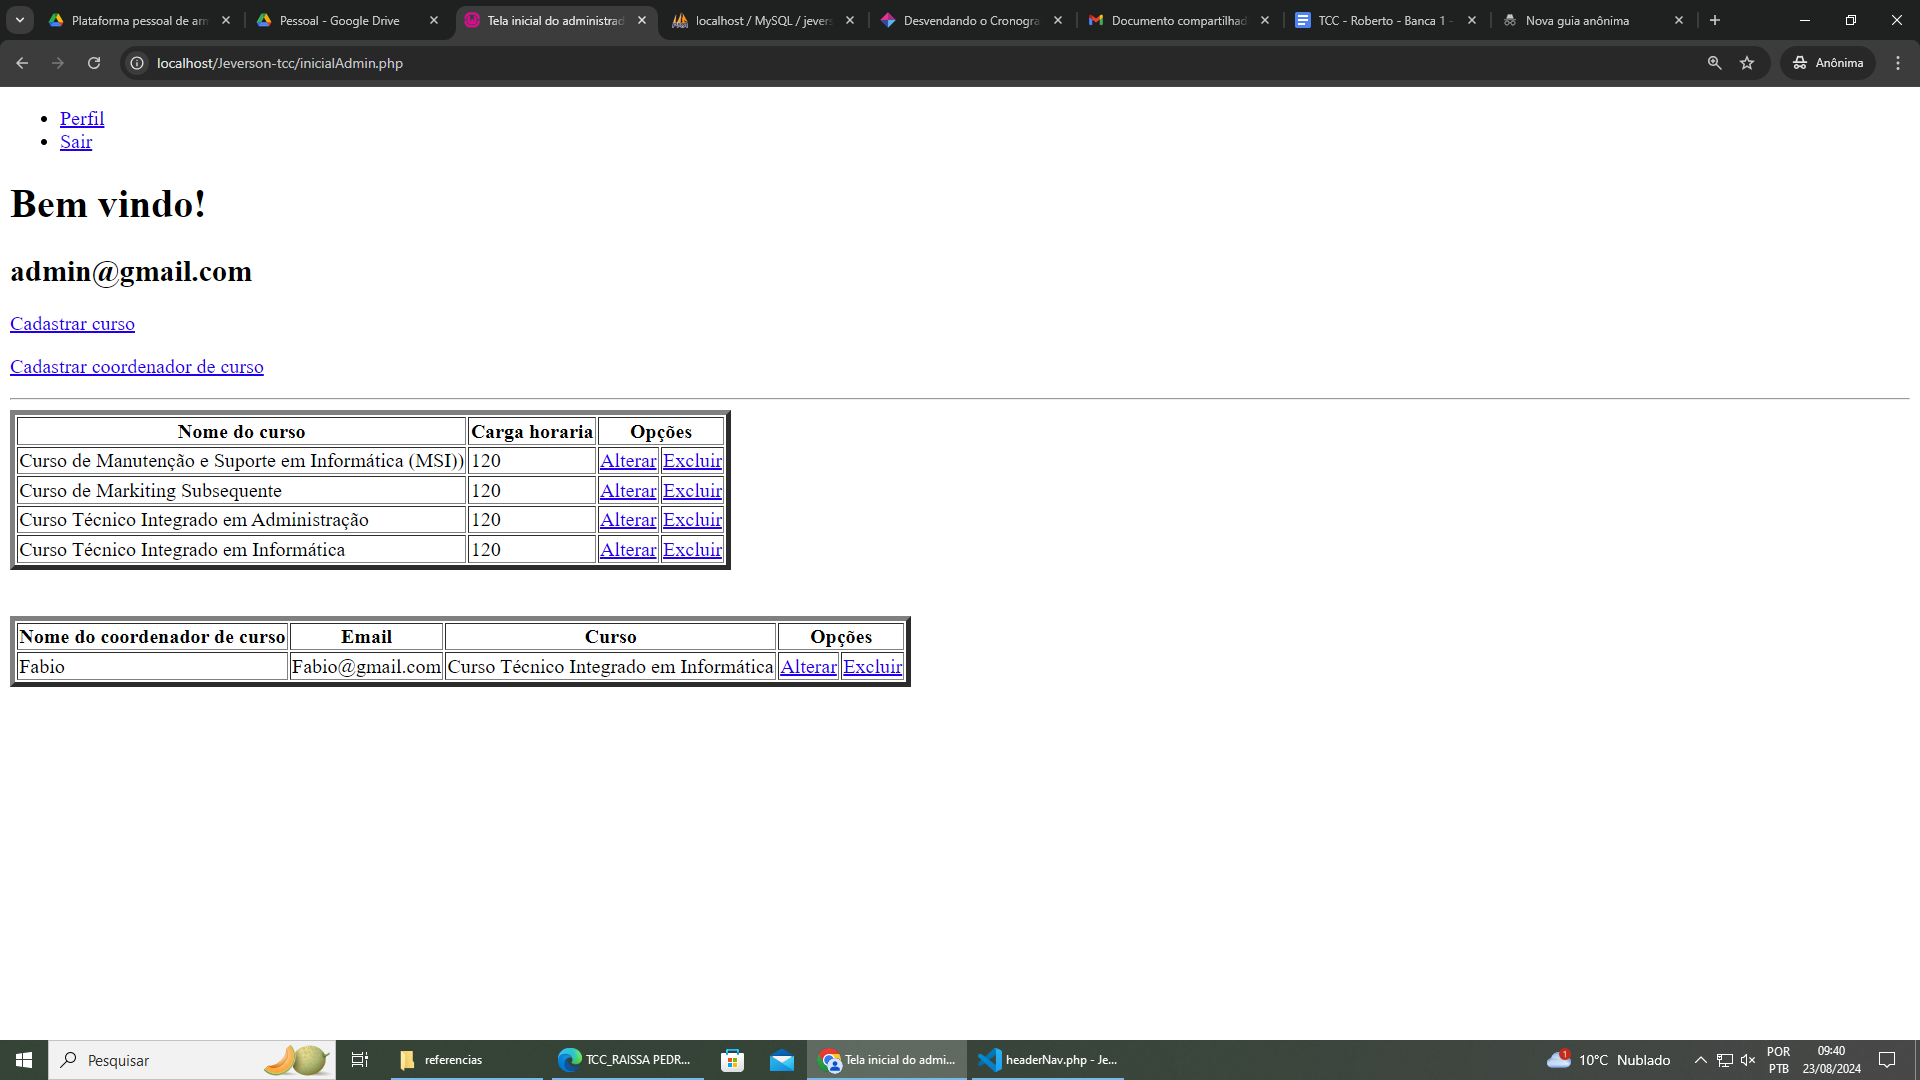 Plataforma pessoal de arm
Pessoal - Google Drive
Tela inicial do administrad
localhost / MySQL / jevers
Desvendando o Cronogra
Documento compartilhad
TCC - Roberto - Banca 1 -
Nova guia anônima
localhost/Jeverson-tcc/inicialAdmin.php
Anônima
Perfil
Sair
Bem vindo!
admin@gmail.com
Cadastrar curso
Cadastrar coordenador de curso
Nome do curso Carga horaria Opções
Curso de Manutenção e Suporte em Informática (MSI)) 120 Alterar Excluir
Curso de Markiting Subsequente 120 Alterar Excluir
Curso Técnico Integrado em Administração 120 Alterar Excluir
Curso Técnico Integrado em Informática 120 Alterar Excluir
Nome do coordenador de curso Email Curso Opções
Fabio Fabio@gmail.com Curso Técnico Integrado em Informática Alterar Excluir
Pesquisar
referencias
TCC_RAISSA PEDR...
Tela inicial do admi...
headerNav.php - Je...
1
10°C Nublado
POR
PTB
09:40
23/08/2024